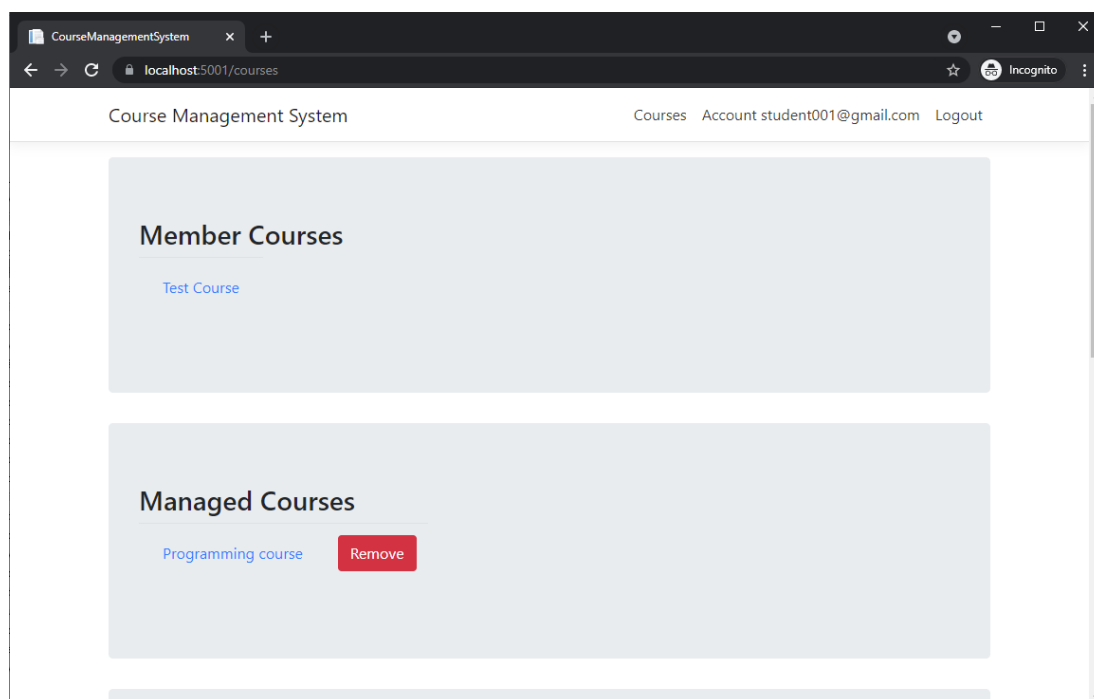 CourseManagementSystem
localhost:5001/courses
Incognito
Course Management System
Courses Account student001@gmail.com Logout
Member Courses
Test Course
Managed Courses
Programming course Remove